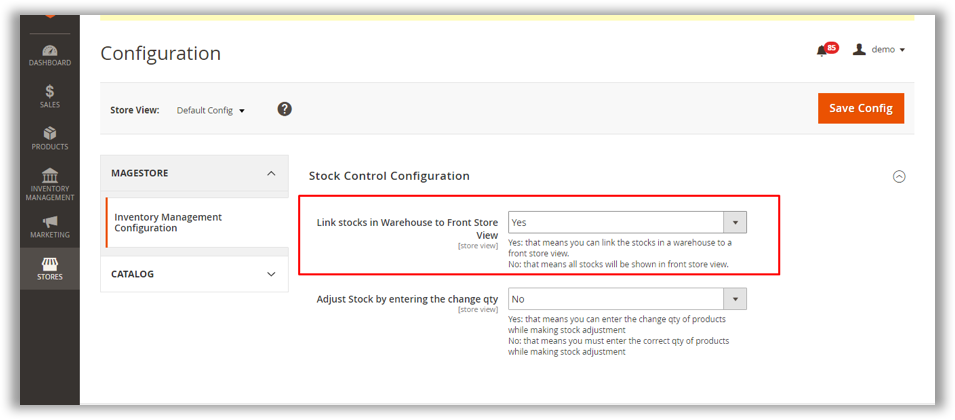 Configuration
85
demo
DASHBOARD
SALES
PRODUCTS
INVENTORY
MANAGEMENT
MARKETING
STORES
Store View:
Default Config
?
Save Config
MAGESTORE
Inventory Management
Configuration
CATALOG
Stock Control Configuration
Link stocks in Warehouse to Front Store
View
[store view]
Yes
Yes: that means you can link the stocks in a warehouse to a
front store view.
No: that means all stocks will be shown in front store view.
Adjust Stock by entering the change qty
[store view]
No
Yes: that means you can enter the change qty of products
while making stock adjustment
No: that means you must enter the correct qty of products
while making stock adjustment